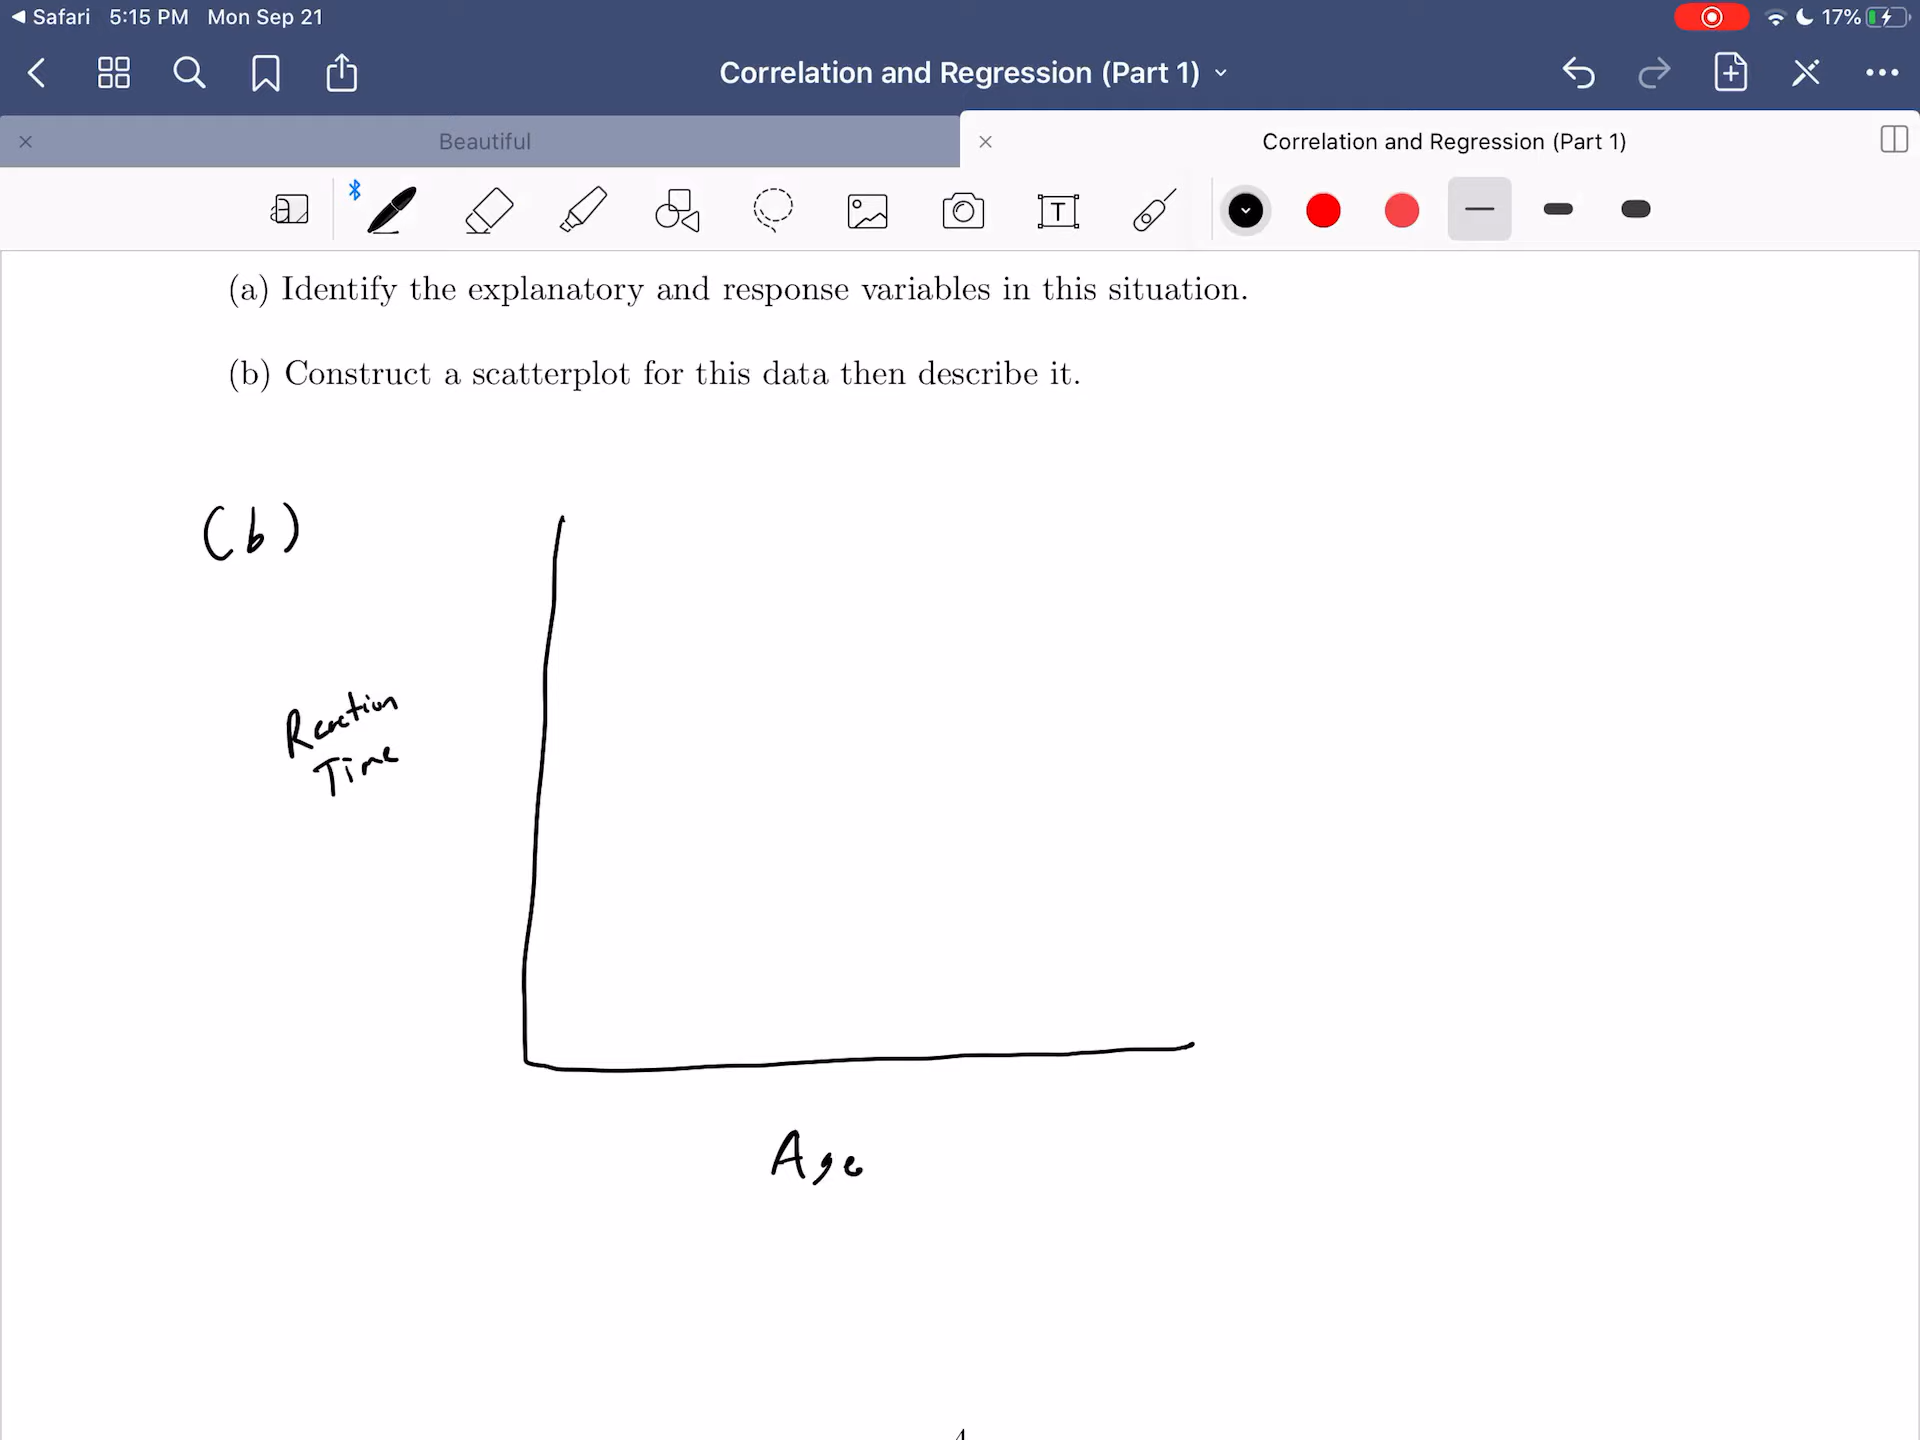 Safari 5:15 PM Mon Sep 21 17%
Correlation and Regression (Part 1)
Beautiful Correlation and Regression (Part 1)
a T
(a) Identify the explanatory and response variables in this situation.
(b) Construct a scatterplot for this data then describe it.
(b)
Reaction
Time
Age